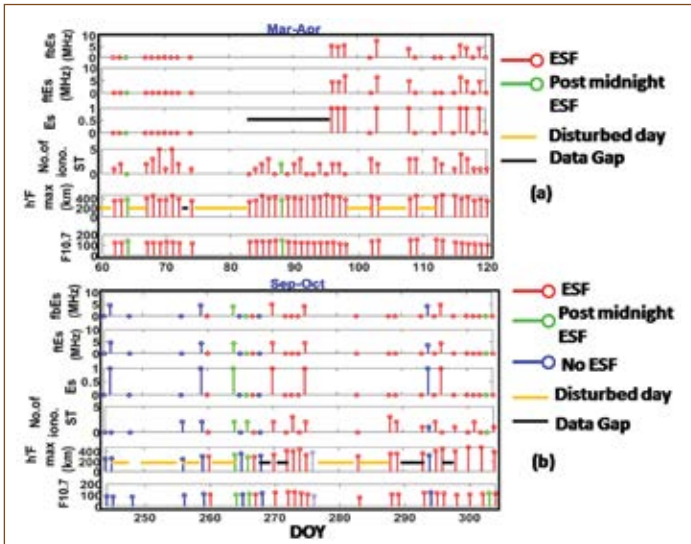 (a)
Mar-Apr
fbEs
(MHz)
10
5
0
ftEs
(MHz)
10
5
0
Es
1
0.5
0
No.of
iono.
ST
5
0
h'F
max
(km)
400
200
0
F10.7
200
100
0
60 70 80 90 100 110 120
ESF
Post midnight
ESF
Disturbed day
Data Gap
(a)
Sep-Oct
fbEs
(MHz)
10
5
0
ftEs
(MHz)
10
5
0
Es
1
0.5
0
No.of
iono.
ST
5
0
h'F
max
(km)
400
200
0
F10.7
200
100
0
250 260 270 280 290 300
DOY
ESF
Post midnight
ESF
No ESF
Disturbed day
Data Gap
(b)